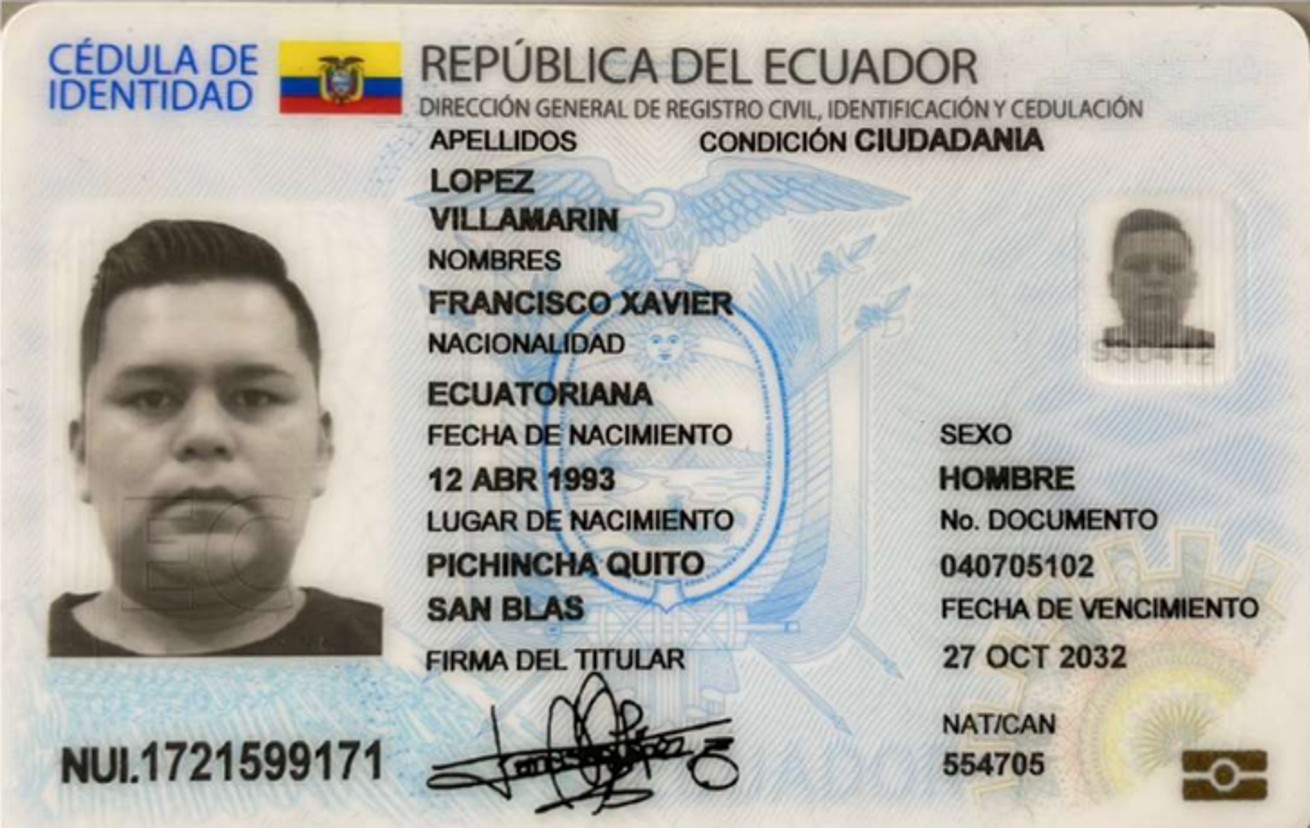 CÉDULA DE
IDENTIDAD
REPÚBLICA DEL ECUADOR
DIRECCIÓN GENERAL DE REGISTRO CIVIL, IDENTIFICACIÓN Y CEDULACIÓN
APELLIDOS
CONDICIÓN CIUDADANIA
LOPEZ
VILLAMARIN
NOMBRES
FRANCISCO XAVIER
NACIONALIDAD
ECUATORIANA
FECHA DE NACIMIENTO
12 ABR 1993
LUGAR DE NACIMIENTO
PICHINCHA QUITO
SAN BLAS
FIRMA DEL TITULAR
SEXO
HOMBRE
No. DOCUMENTO
040705102
FECHA DE VENCIMIENTO
27 OCT 2032
NAT/CAN
554705
930412
EC
NUI.1721599171